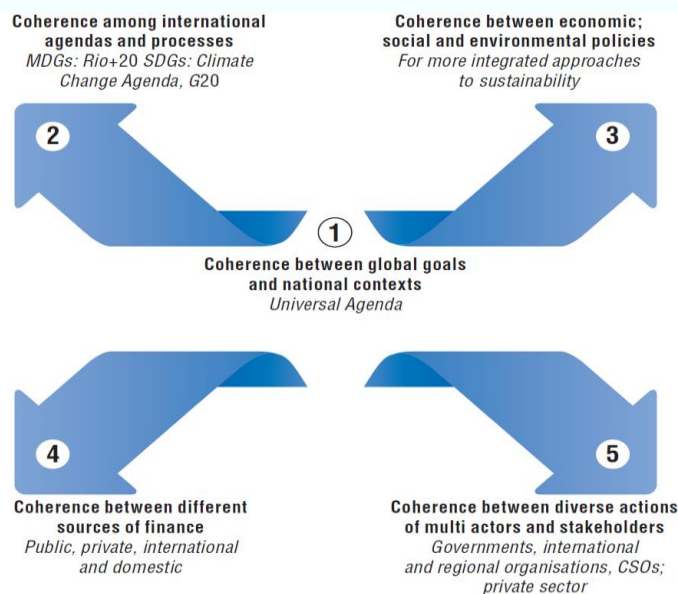 Coherence among international
agendas and processes
MDGs: Rio+20 SDGs: Climate
Change Agenda, G20
Coherence between economic;
social and environmental policies
For more integrated approaches
to sustainability
2
3
1
Coherence between global goals
and national contexts
Universal Agenda
4
5
Coherence between different
sources of finance
Public, private, international
and domestic
Coherence between diverse actions
of multi actors and stakeholders
Governments, international
and regional organisations, CSOs;
private sector